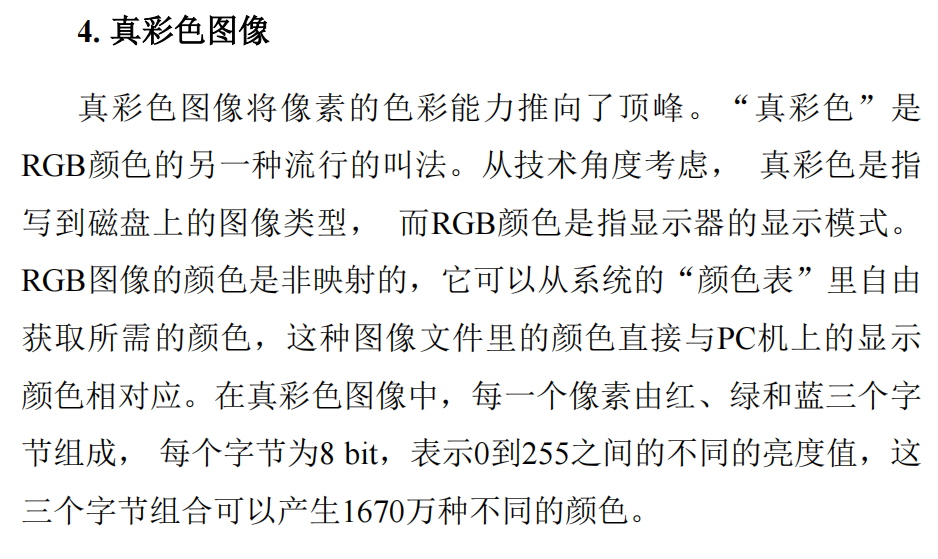 4. 真彩色图像
真彩色图像将像素的色彩能力推向了顶峰。“真彩色”是
RGB颜色的另一种流行的叫法。从技术角度考虑， 真彩色是指
写到磁盘上的图像类型， 而RGB颜色是指显示器的显示模式。
RGB图像的颜色是非映射的，它可以从系统的“颜色表”里自由
获取所需的颜色，这种图像文件里的颜色直接与PC机上的显示
颜色相对应。在真彩色图像中，每一个像素由红、绿和蓝三个字
节组成， 每个字节为8 bit，表示0到255之间的不同的亮度值，这
三个字节组合可以产生1670万种不同的颜色。